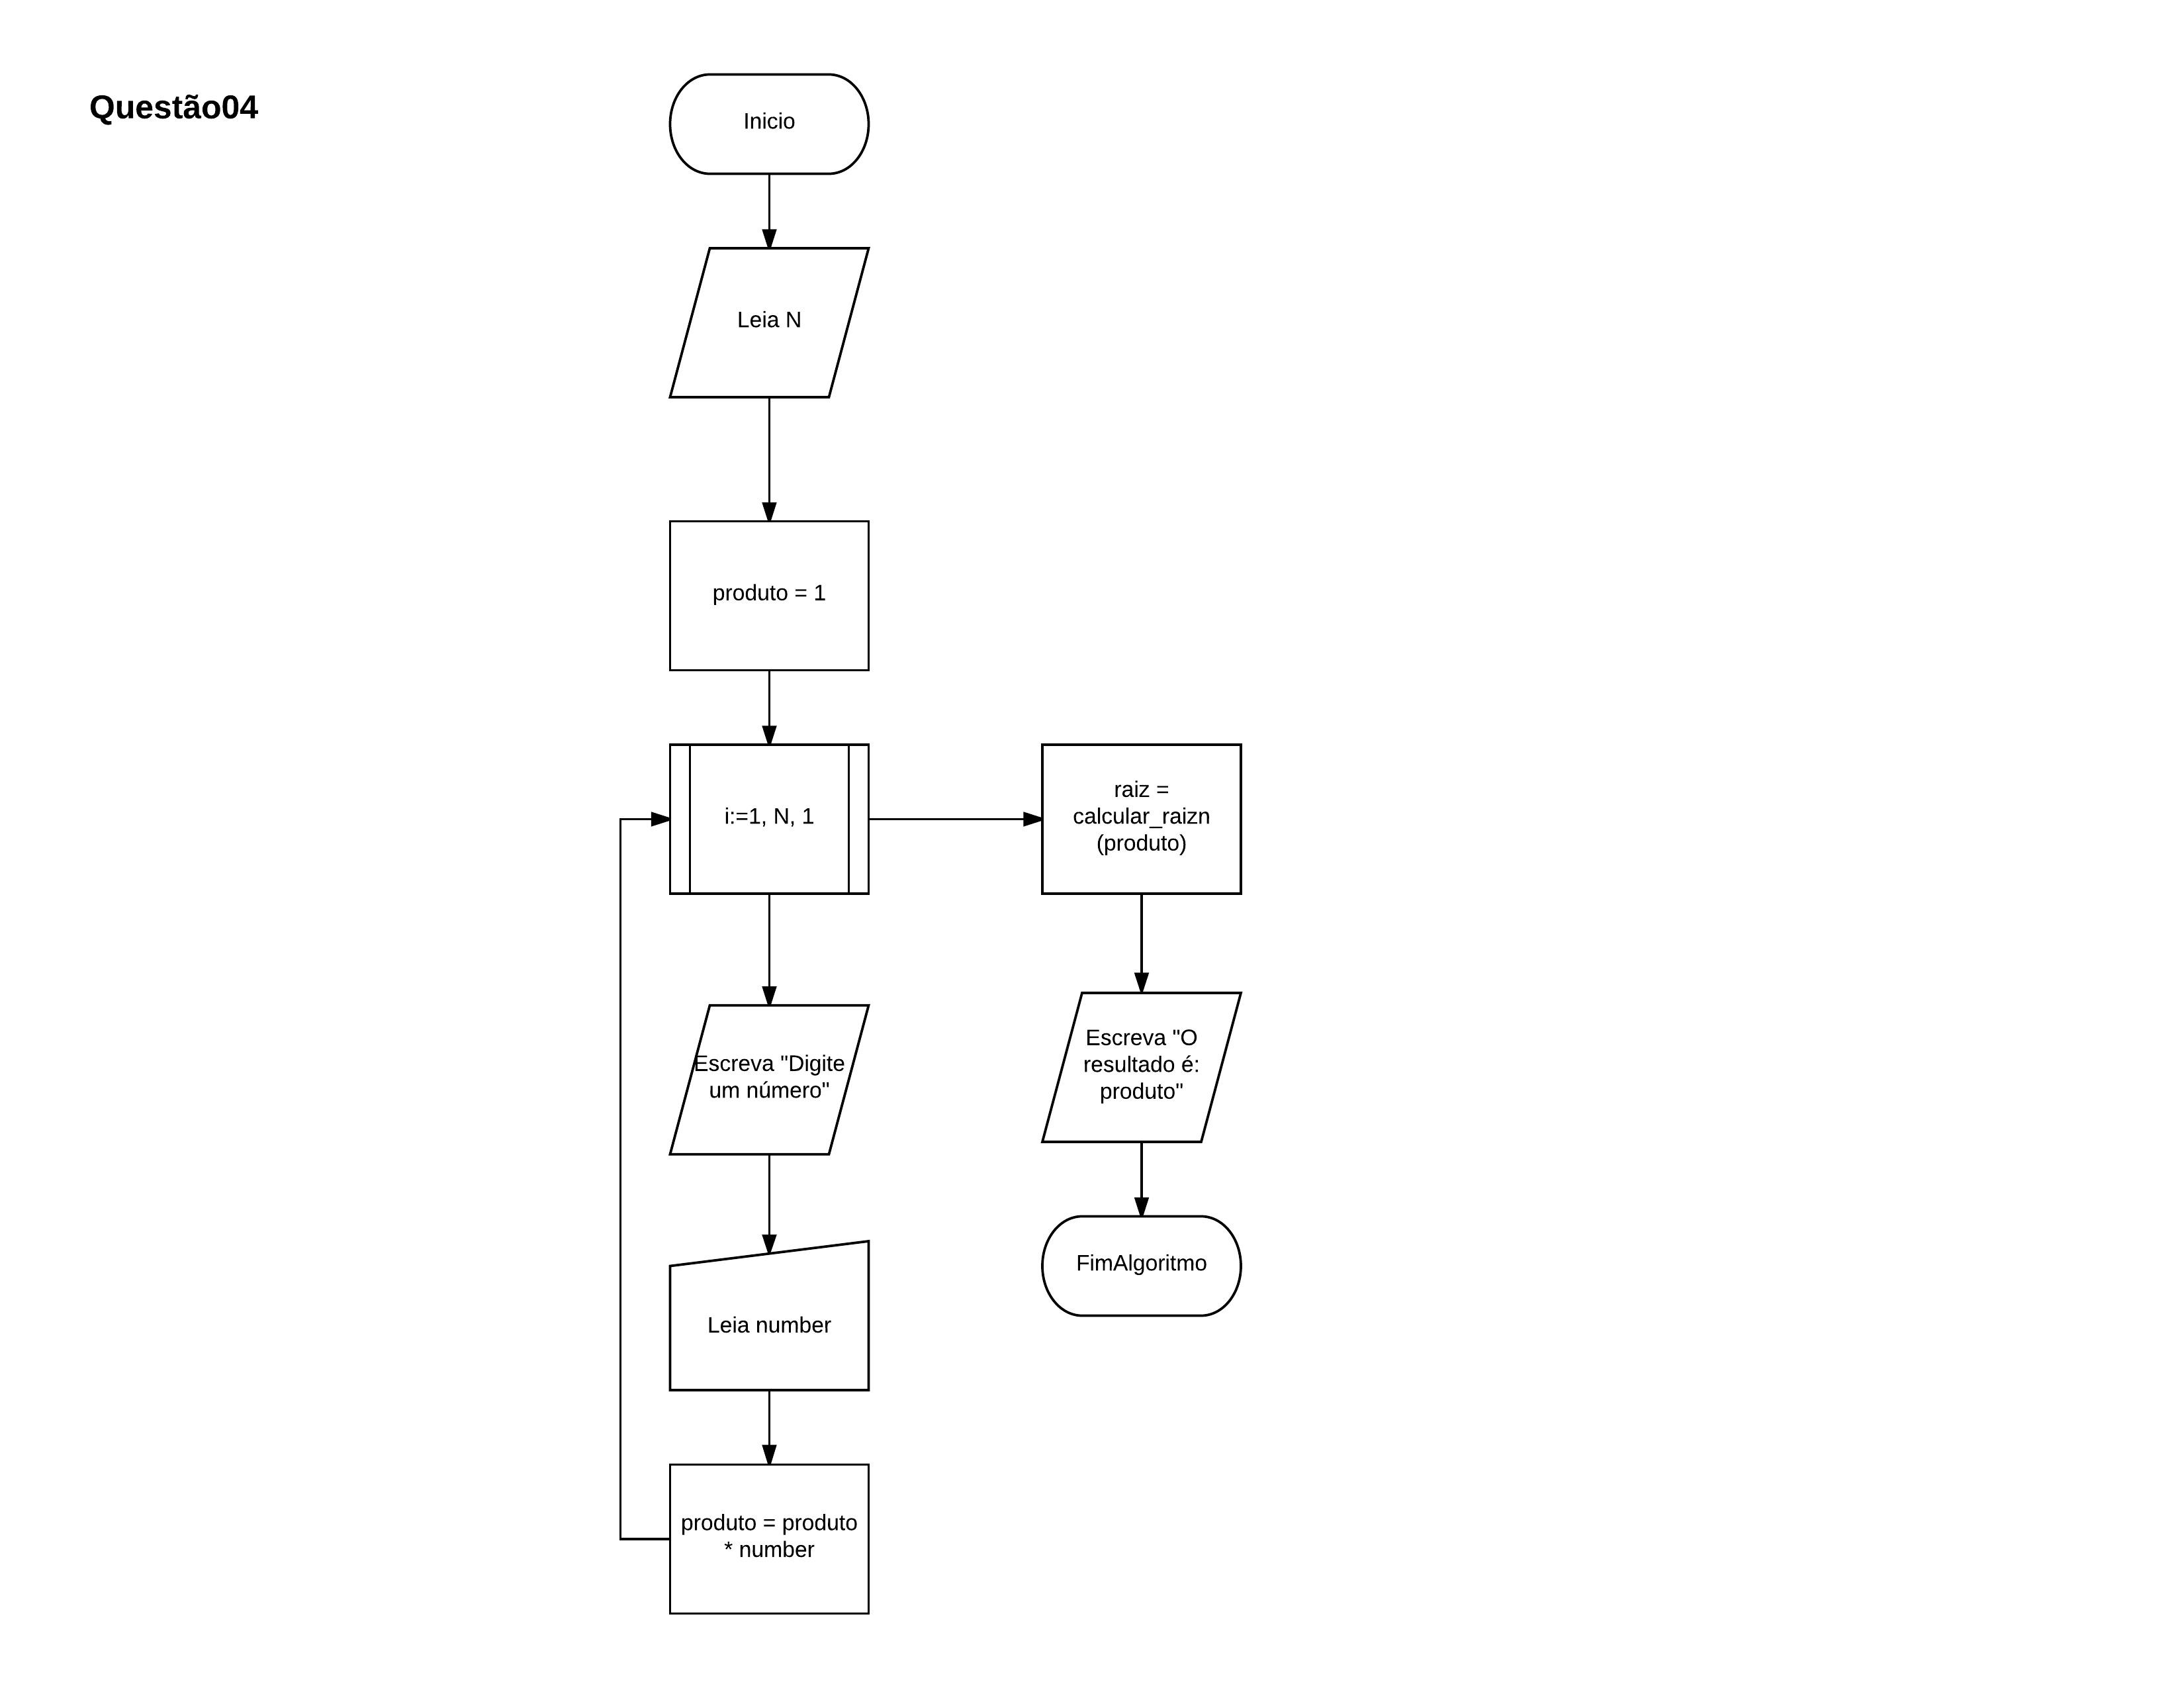 Questão04
Inicio
Leia N
produto = 1
i:=1, N, 1
raiz =
calcular_raizn
(produto)
Escreva "Digite
um número"
Escreva "O
resultado é:
produto"
Leia number
FimAlgoritmo
produto = produto
* number